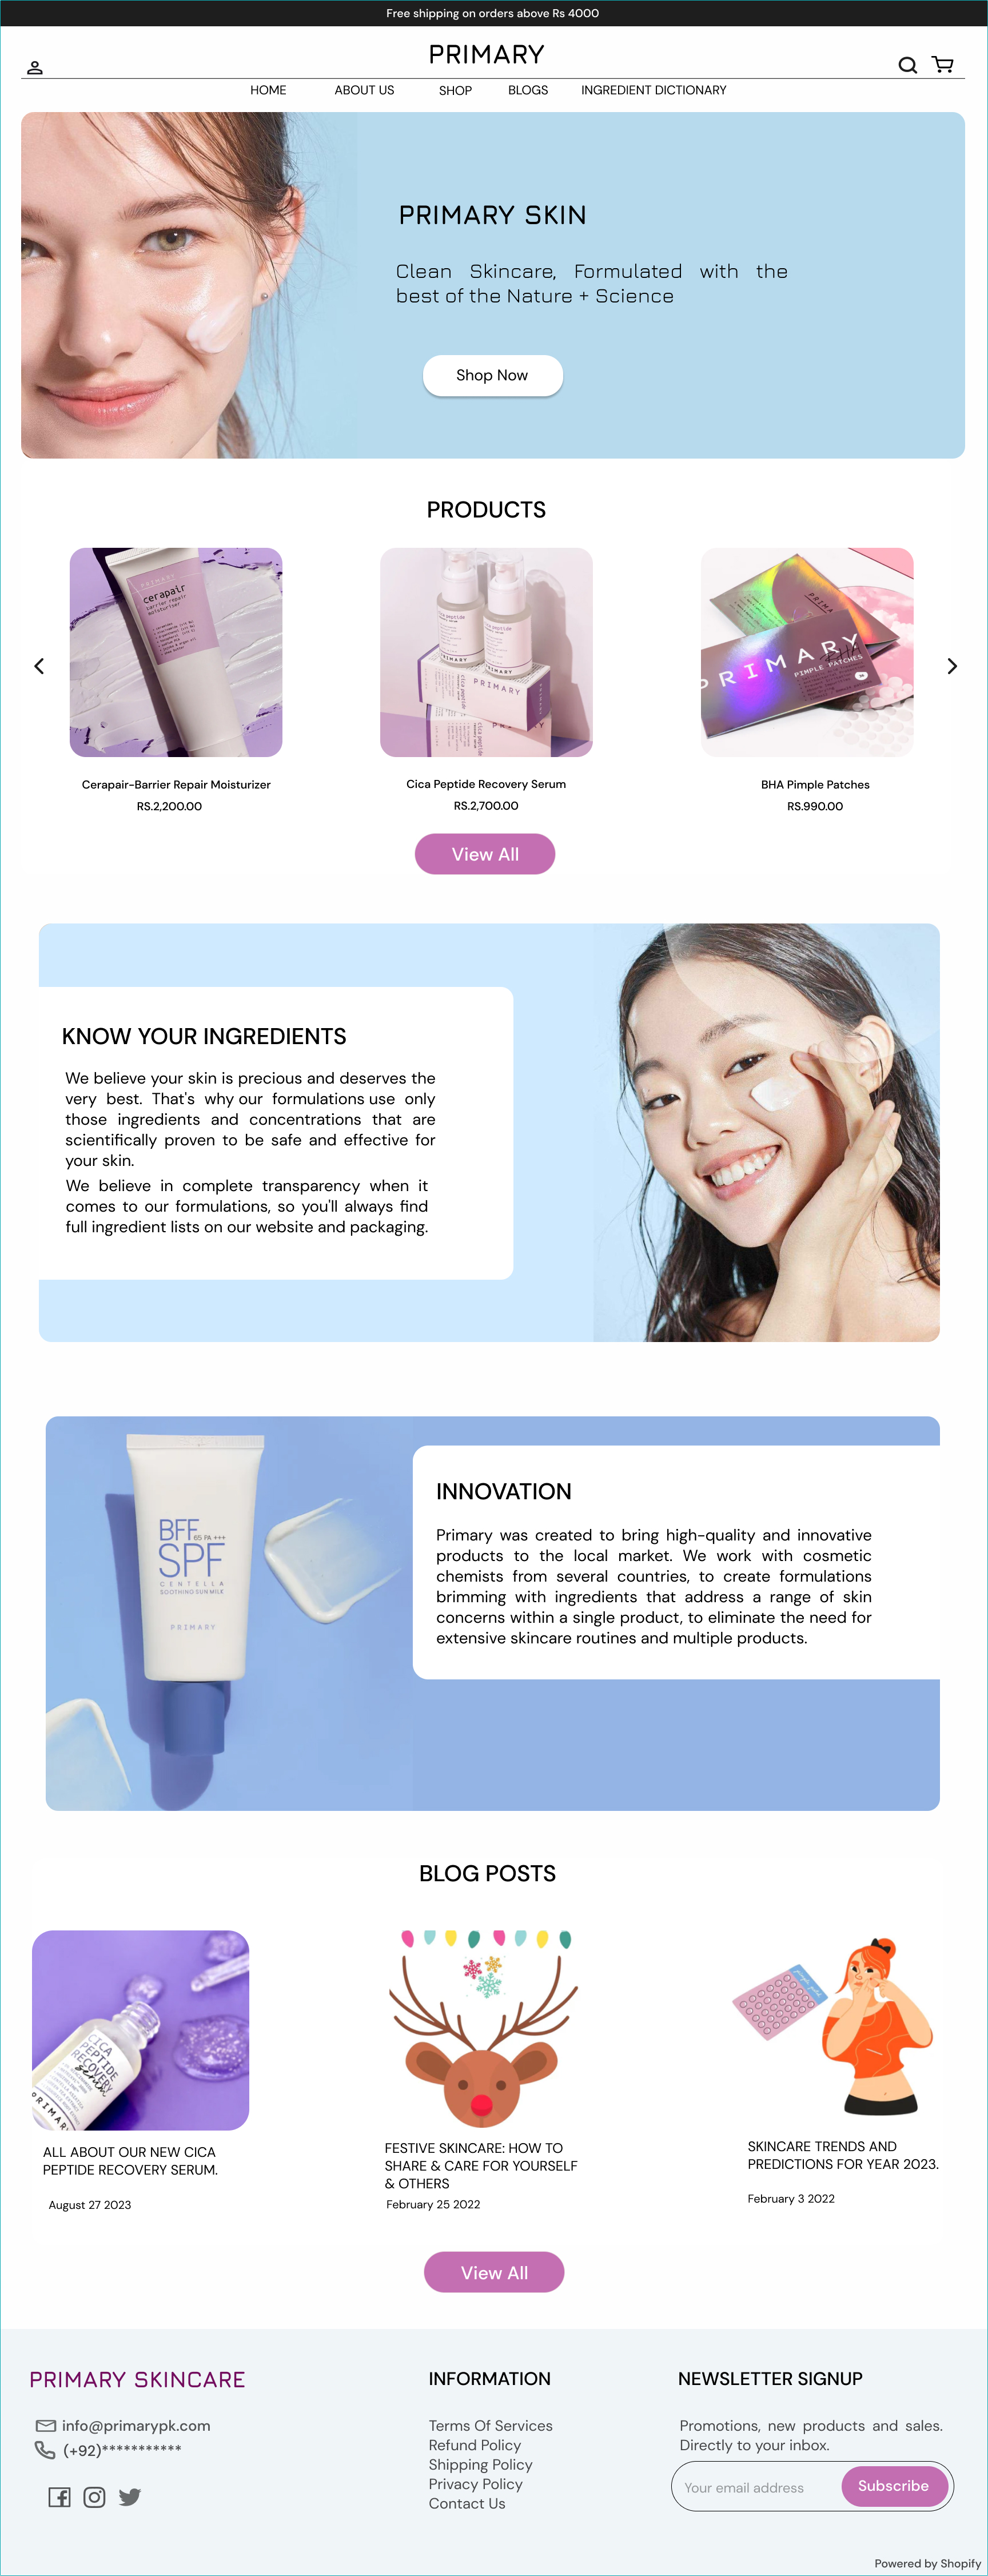 Free shipping on orders above Rs 4000
PRIMARY
HOME ABOUT US SHOP BLOGS INGREDIENT DICTIONARY
PRIMARY SKIN
Clean Skincare, Formulated with the
best of the Nature + Science
Shop Now
PRODUCTS
PRIMARY
cerapair
barrier repair
moisturiser
cica peptide
cica peptide
PRIMARY
PRIMARY
PRIMARY
PRIMARY
BHA
PIMPLE PATCHES
Cerapair-Barrier Repair Moisturizer
RS.2,200.00
Cica Peptide Recovery Serum
RS.2,700.00
BHA Pimple Patches
RS.990.00
View All
KNOW YOUR INGREDIENTS
We believe your skin is precious and deserves the
very best. That's why our formulations use only
those ingredients and concentrations that are
scientifically proven to be safe and effective for
your skin.
We believe in complete transparency when it
comes to our formulations, so you'll always find
full ingredient lists on our website and packaging.
BFF
65 PA +++
SPF
CENTELLA
SOOTHING SUN MILK
PRIMARY
INNOVATION
Primary was created to bring high-quality and innovative
products to the local market. We work with cosmetic
chemists from several countries, to create formulations
brimming with ingredients that address a range of skin
concerns within a single product, to eliminate the need for
extensive skincare routines and multiple products.
BLOG POSTS
CICA
PEPTIDE
RECOVERY
serum
PRIMARY
ALL ABOUT OUR NEW CICA
PEPTIDE RECOVERY SERUM.
August 27 2023
FESTIVE SKINCARE: HOW TO
SHARE & CARE FOR YOURSELF
& OTHERS
February 25 2022
SKINCARE TRENDS AND
PREDICTIONS FOR YEAR 2023.
February 3 2022
View All
PRIMARY SKINCARE
info@primarypk.com
(+92)***********
INFORMATION
Terms Of Services
Refund Policy
Shipping Policy
Privacy Policy
Contact Us
NEWSLETTER SIGNUP
Promotions, new products and sales.
Directly to your inbox.
Your email address
Subscribe
Powered by Shopify